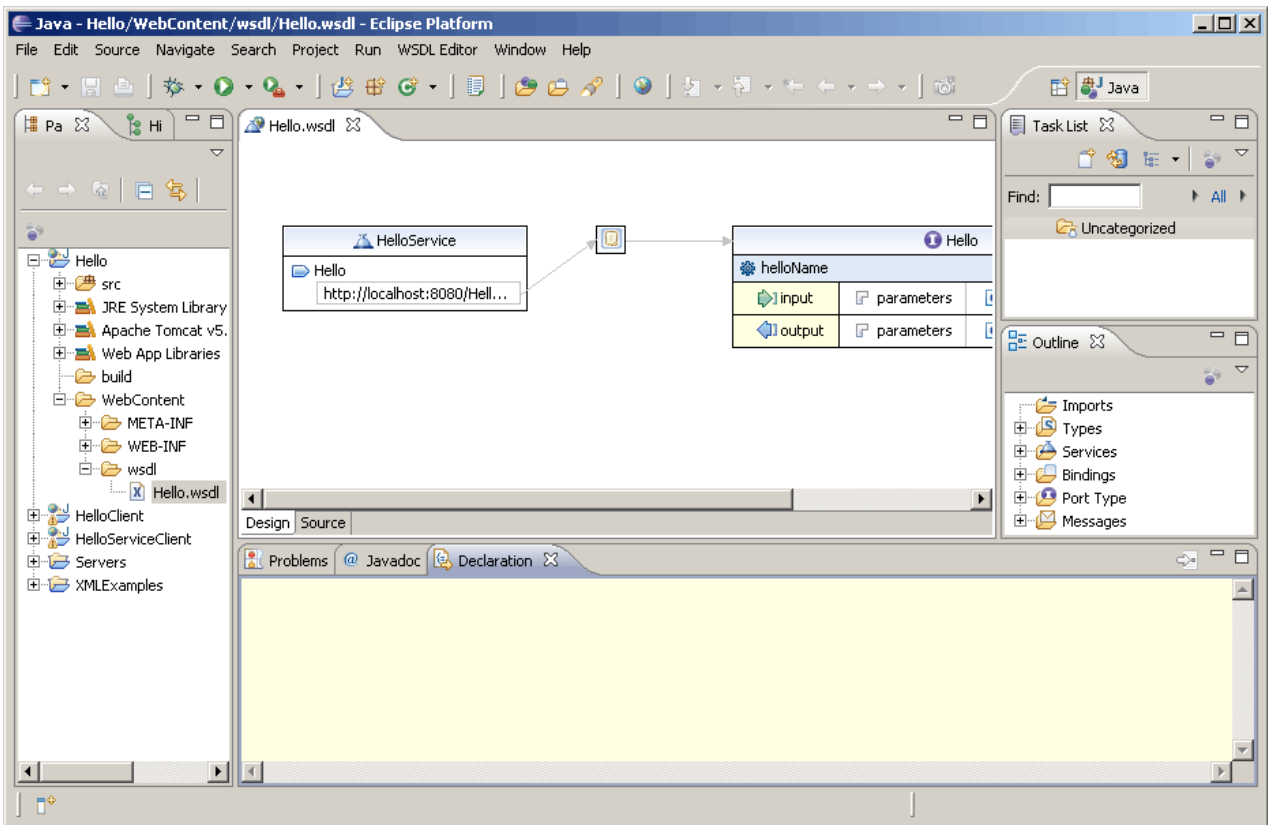 Java - Hello/WebContent/wsdl/Hello.wsdl - Eclipse Platform
File Edit Source Navigate Search Project Run WSDL Editor Window Help
Java
Pa
Hi
Hello
src
JRE System Library
Apache Tomcat v5.
Web App Libraries
build
WebContent
META-INF
WEB-INF
wsdl
Hello.wsdl
HelloClient
HelloServiceClient
Servers
XMLExamples
Hello.wsdl
HelloService
Hello
http://localhost:8080/Hell...
Hello
helloName
input parameters
output parameters
Design Source
Task List
Find: All
Uncategorized
Outline
Imports
Types
Services
Bindings
Port Type
Messages
Problems @ Javadoc Declaration